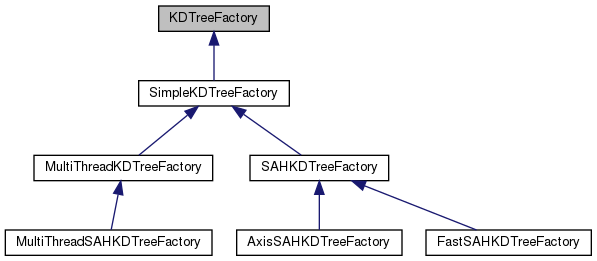 KDTreeFactory
SimpleKDTreeFactory
MultiThreadKDTreeFactory
SAHKDTreeFactory
MultiThreadSAHKDTreeFactory
AxisSAHKDTreeFactory
FastSAHKDTreeFactory